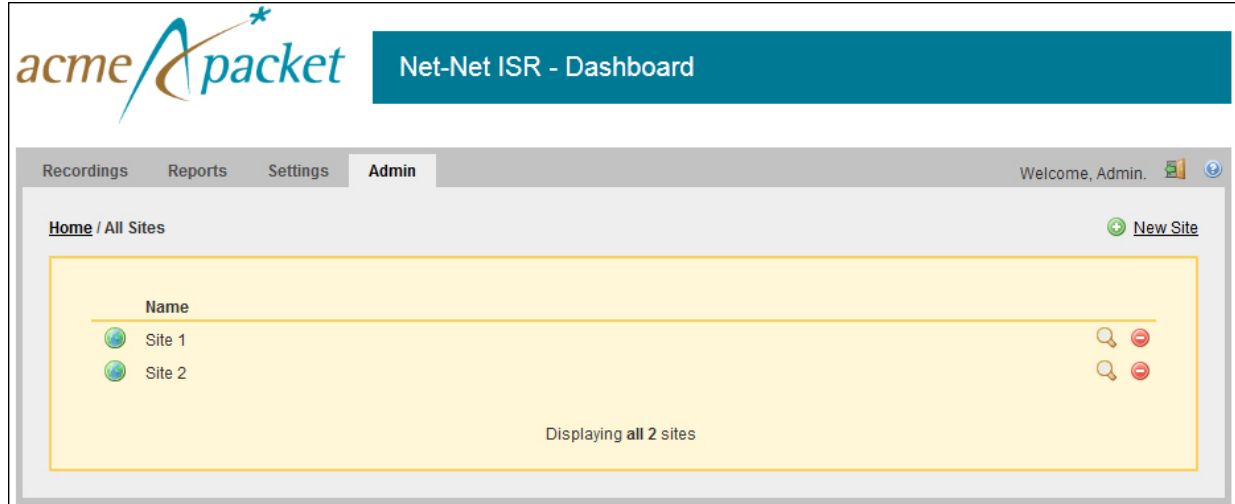 acme packet
Net-Net ISR - Dashboard
Recordings Reports Settings Admin Welcome, Admin.
Home / All Sites New Site
Name
Site 1
Site 2
Displaying all 2 sites